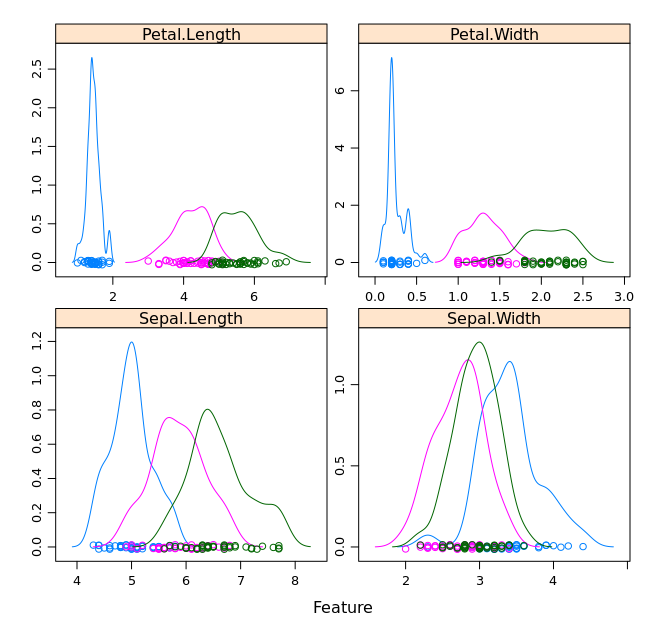 Petal.Length
Petal.Width
0.0 0.5 1.0 1.5 2.0 2.5
0 2 4 6
2 4 6
0.0 0.5 1.0 1.5 2.0 2.5 3.0
Sepal.Length
Sepal.Width
0.0 0.2 0.4 0.6 0.8 1.0 1.2
0.0 0.5 1.0
4 5 6 7 8
2 3 4
Feature